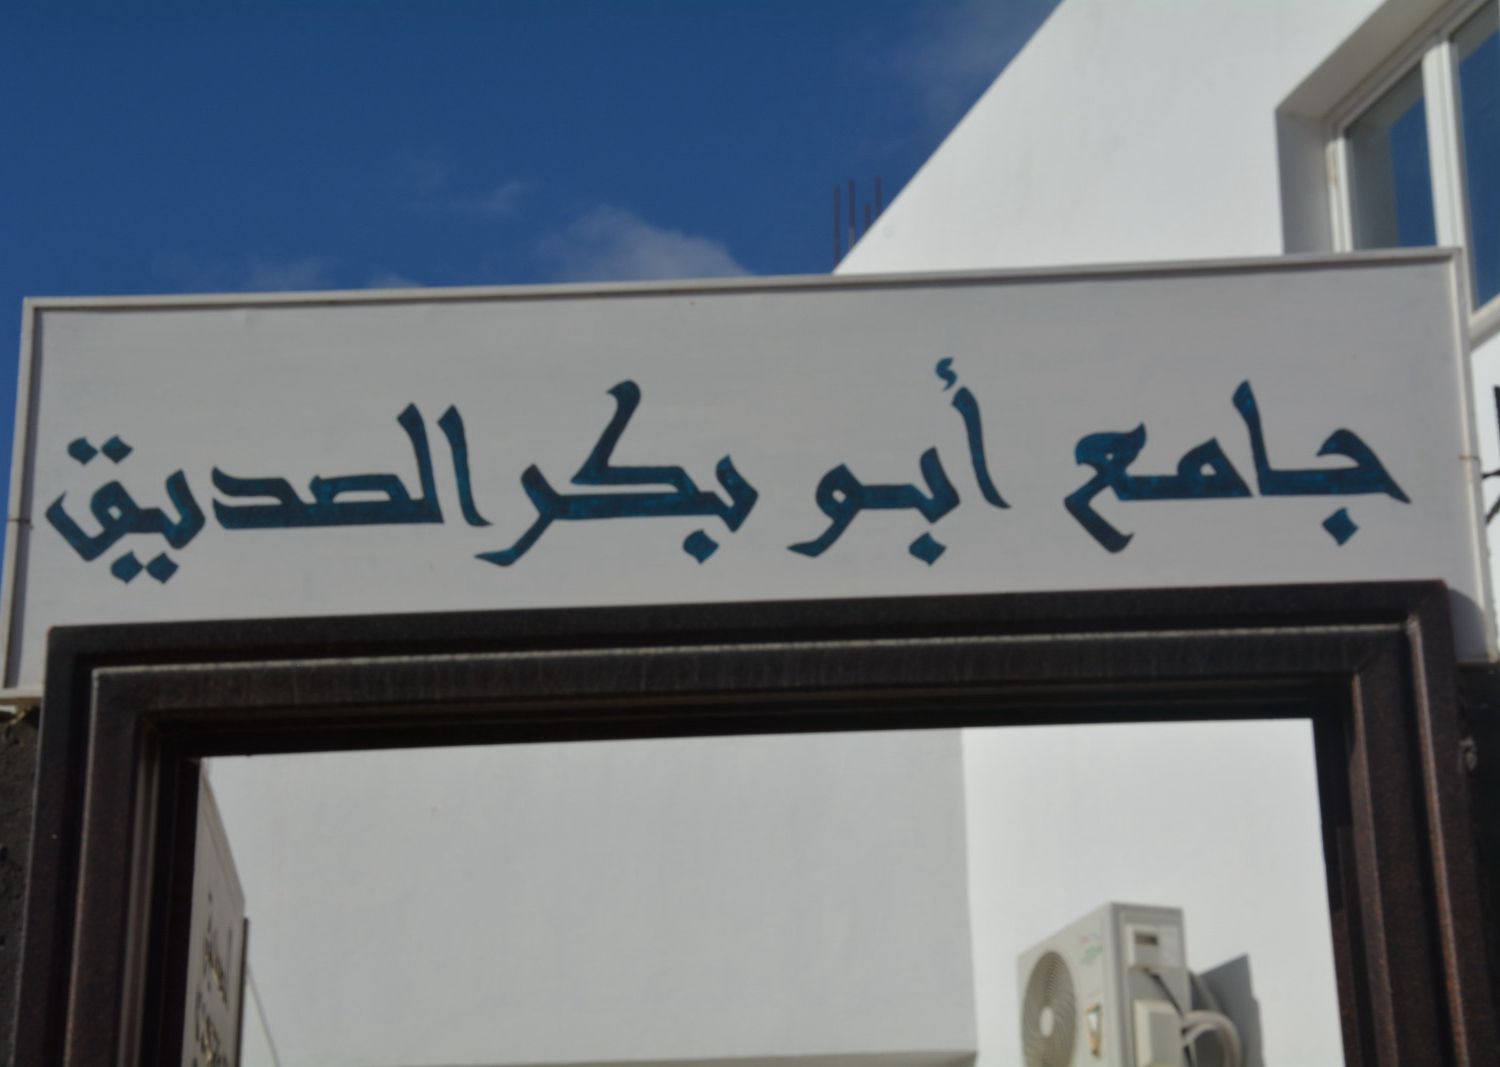 جامع أبو بكر الصديق